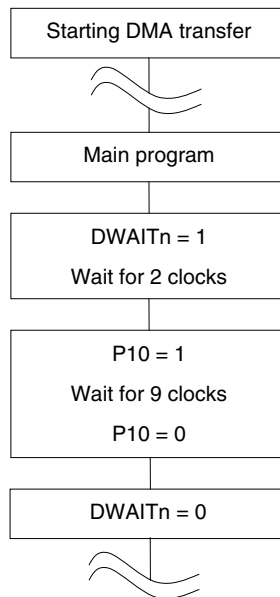 Starting DMA transfer
Main program
DWAITn = 1
Wait for 2 clocks
P10 = 1
Wait for 9 clocks
P10 = 0
DWAITn = 0